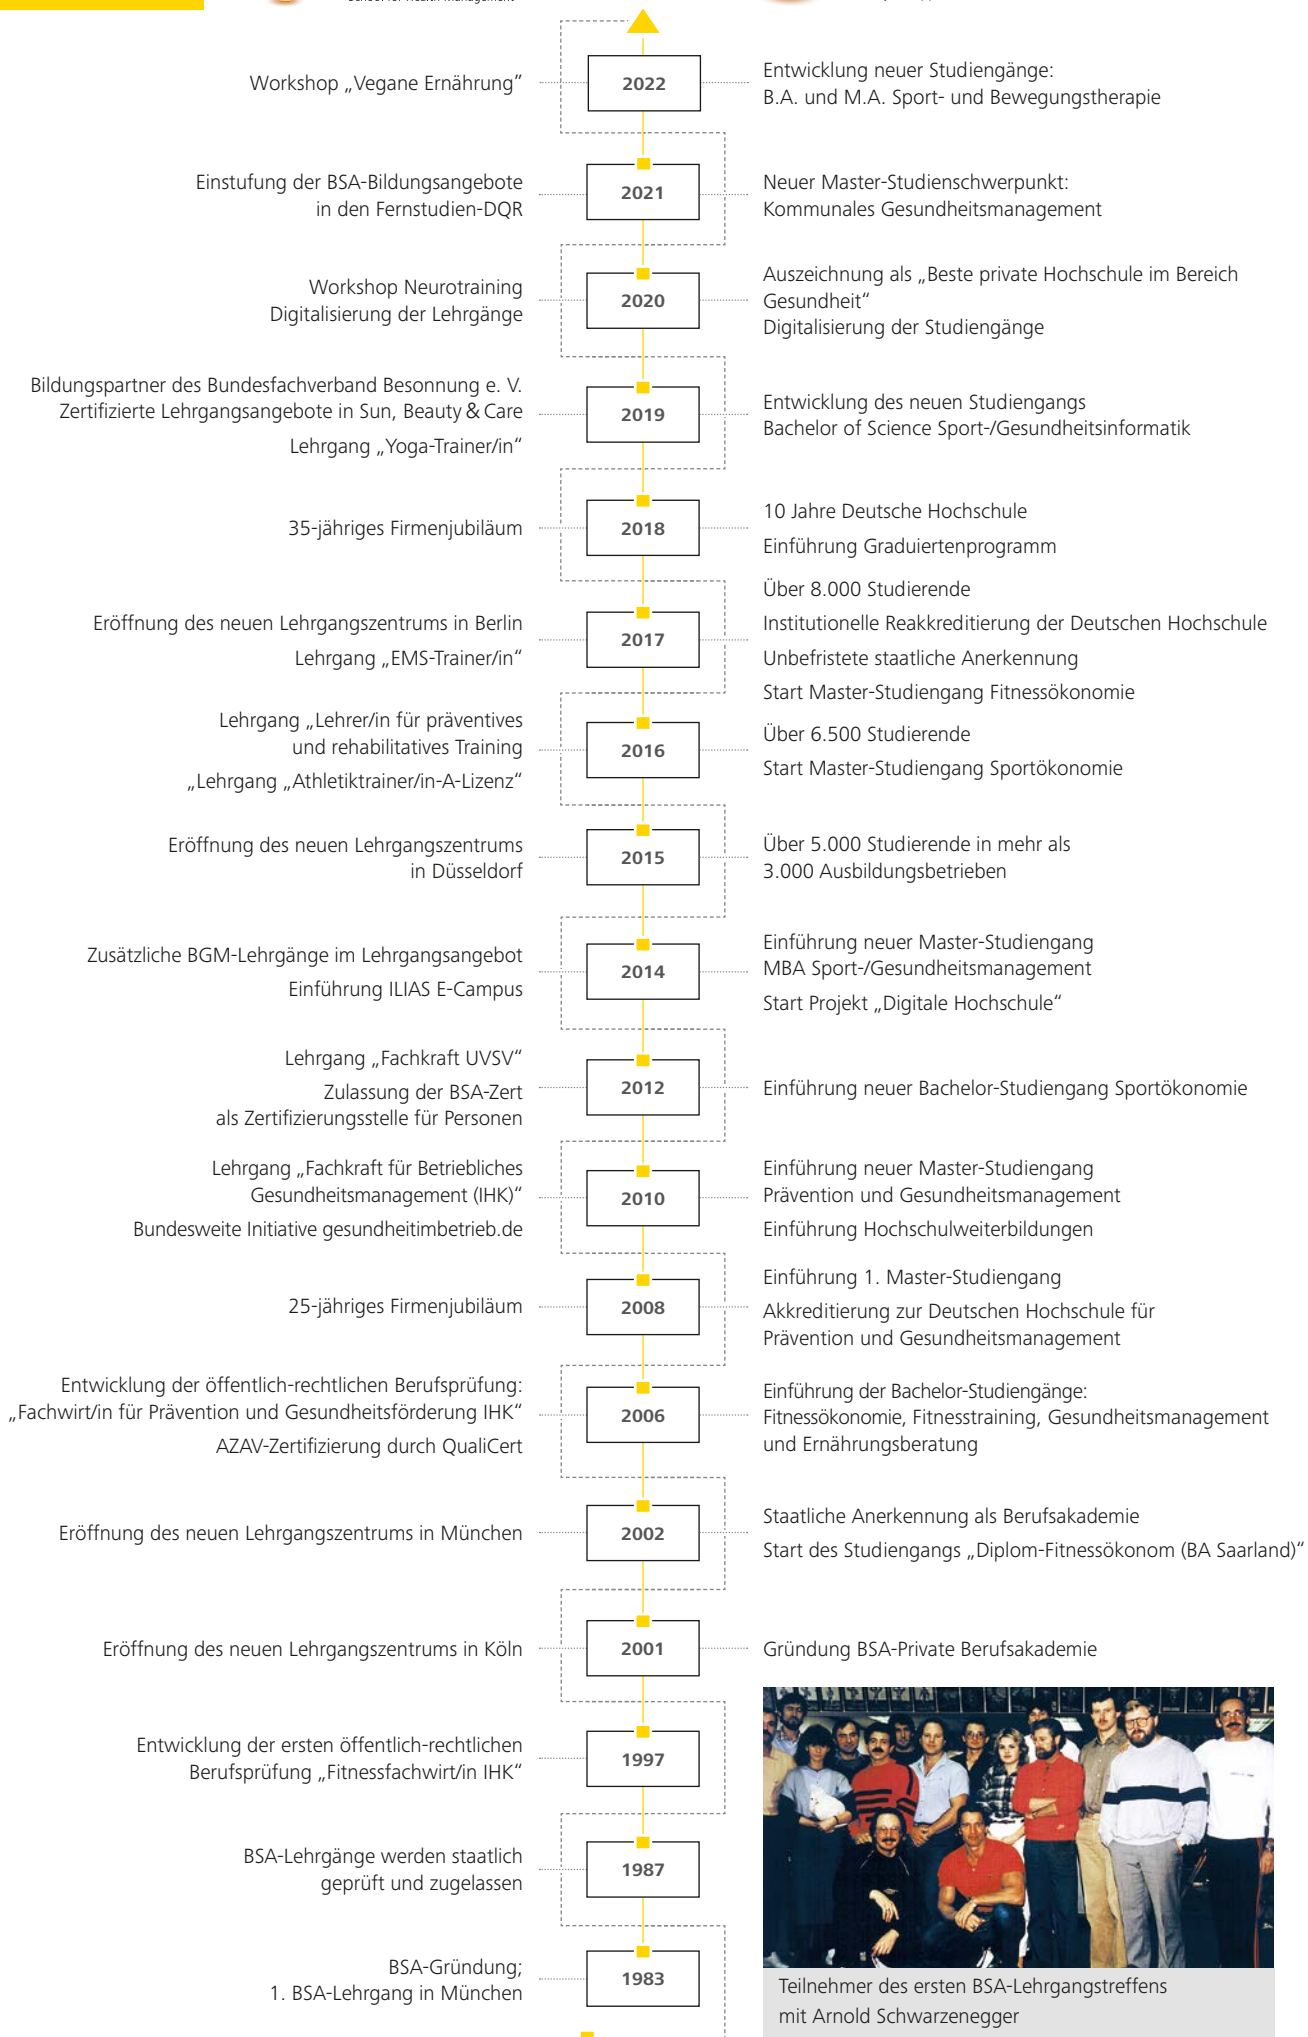 Workshop „Vegane Ernährung“
2022
Entwicklung neuer Studiengänge:
B.A. und M.A. Sport- und Bewegungstherapie
Einstufung der BSA-Bildungsangebote
in den Fernstudien-DQR
2021
Neuer Master-Studienschwerpunkt:
Kommunales Gesundheitsmanagement
Workshop Neurotraining
Digitalisierung der Lehrgänge
2020
Auszeichnung als „Beste private Hochschule im Bereich
Gesundheit“
Digitalisierung der Studiengänge
Bildungspartner des Bundesfachverband Besonnung e. V.
Zertifizierte Lehrgangsangebote in Sun, Beauty & Care
Lehrgang „Yoga-Trainer/in“
2019
Entwicklung des neuen Studiengangs
Bachelor of Science Sport-/Gesundheitsinformatik
35-jähriges Firmenjubiläum
2018
10 Jahre Deutsche Hochschule
Einführung Graduiertenprogramm
Eröffnung des neuen Lehrgangszentrums in Berlin
Lehrgang „EMS-Trainer/in“
2017
Über 8.000 Studierende
Institutionelle Reakkreditierung der Deutschen Hochschule
Unbefristete staatliche Anerkennung
Start Master-Studiengang Fitnessökonomie
Lehrgang „Lehrer/in für präventives
und rehabilitatives Training
„Lehrgang „Athletiktrainer/in-A-Lizenz“
2016
Über 6.500 Studierende
Start Master-Studiengang Sportökonomie
Eröffnung des neuen Lehrgangszentrums
in Düsseldorf
2015
Über 5.000 Studierende in mehr als
3.000 Ausbildungsbetrieben
Zusätzliche BGM-Lehrgänge im Lehrgangsangebot
Einführung ILIAS E-Campus
2014
Einführung neuer Master-Studiengang
MBA Sport-/Gesundheitsmanagement
Start Projekt „Digitale Hochschule“
Lehrgang „Fachkraft UVSV“
Zulassung der BSA-Zert
als Zertifizierungsstelle für Personen
2012
Einführung neuer Bachelor-Studiengang Sportökonomie
Lehrgang „Fachkraft für Betriebliches
Gesundheitsmanagement (IHK)“
Bundesweite Initiative gesundheitimbetrieb.de
2010
Einführung neuer Master-Studiengang
Prävention und Gesundheitsmanagement
Einführung Hochschulweiterbildungen
25-jähriges Firmenjubiläum
2008
Einführung 1. Master-Studiengang
Akkreditierung zur Deutschen Hochschule für
Prävention und Gesundheitsmanagement
Entwicklung der öffentlich-rechtlichen Berufsprüfung:
„Fachwirt/in für Prävention und Gesundheitsförderung IHK“
AZAV-Zertifizierung durch QualiCert
2006
Einführung der Bachelor-Studiengänge:
Fitnessökonomie, Fitnesstraining, Gesundheitsmanagement
und Ernährungsberatung
Eröffnung des neuen Lehrgangszentrums in München
2002
Staatliche Anerkennung als Berufsakademie
Start des Studiengangs „Diplom-Fitnessökonom (BA Saarland)“
Eröffnung des neuen Lehrgangszentrums in Köln
2001
Gründung BSA-Private Berufsakademie
Entwicklung der ersten öffentlich-rechtlichen
Berufsprüfung „Fitnessfachwirt/in IHK“
1997
BSA-Lehrgänge werden staatlich
geprüft und zugelassen
1987
BSA-Gründung;
1. BSA-Lehrgang in München
1983
Teilnehmer des ersten BSA-Lehrgangstreffens
mit Arnold Schwarzenegger